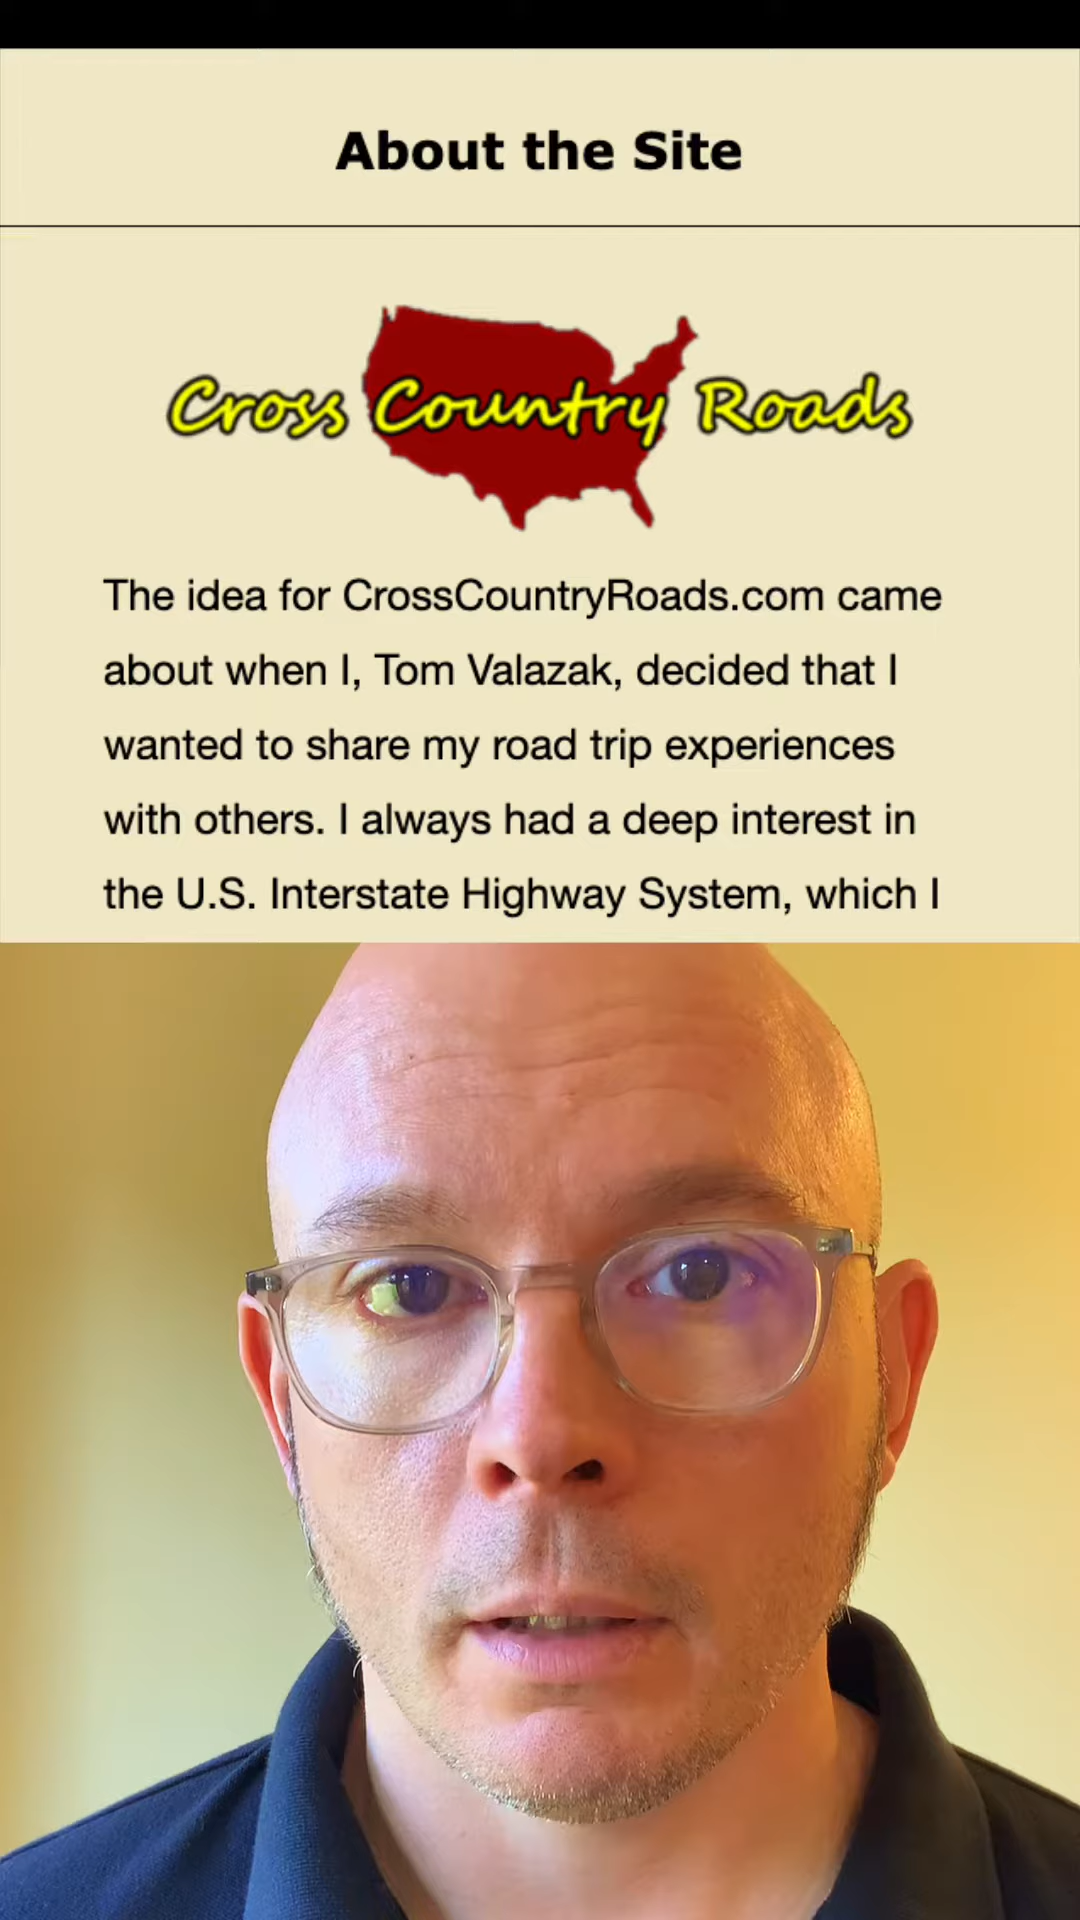 About the Site
Cross Country Roads
The idea for CrossCountryRoads.com came
about when I, Tom Valazak, decided that I
wanted to share my road trip experiences
with others. I always had a deep interest in
the U.S. Interstate Highway System, which I